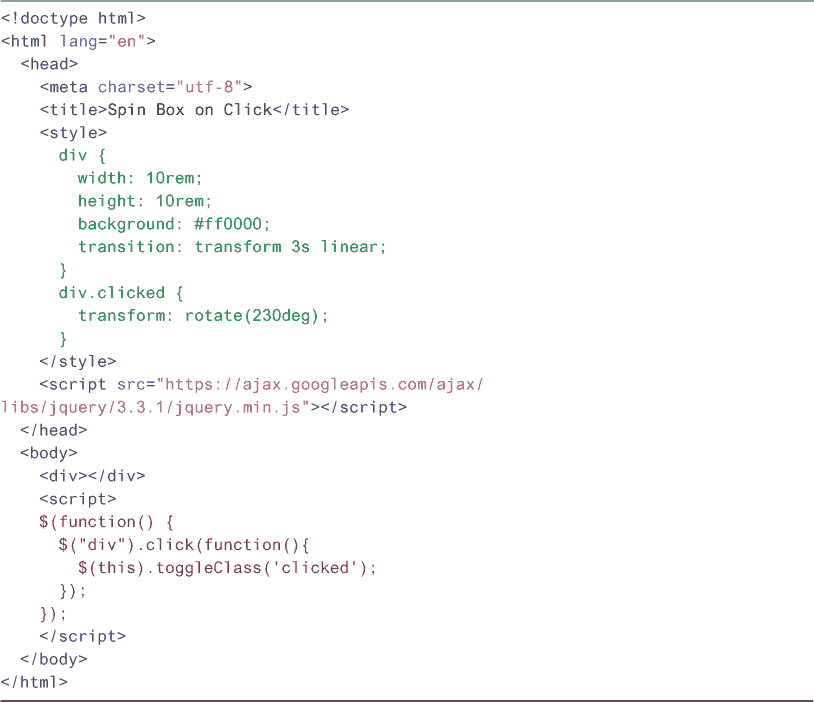 <!doctype html>
<html lang="en">
  <head>
    <meta charset="utf-8">
    <title>Spin Box on Click</title>
    <style>
      div {
        width: 10rem;
        height: 10rem;
        background: #ff0000;
        transition: transform 3s linear;
      }
      div.clicked {
        transform: rotate(230deg);
      }
    </style>
    <script src="https://ajax.googleapis.com/ajax/
libs/jquery/3.3.1/jquery.min.js"></script>
  </head>
  <body>
    <div></div>
    <script>
    $(function() {
      $("div").click(function(){
        $(this).toggleClass('clicked');
      });
    });
    </script>
  </body>
</html>